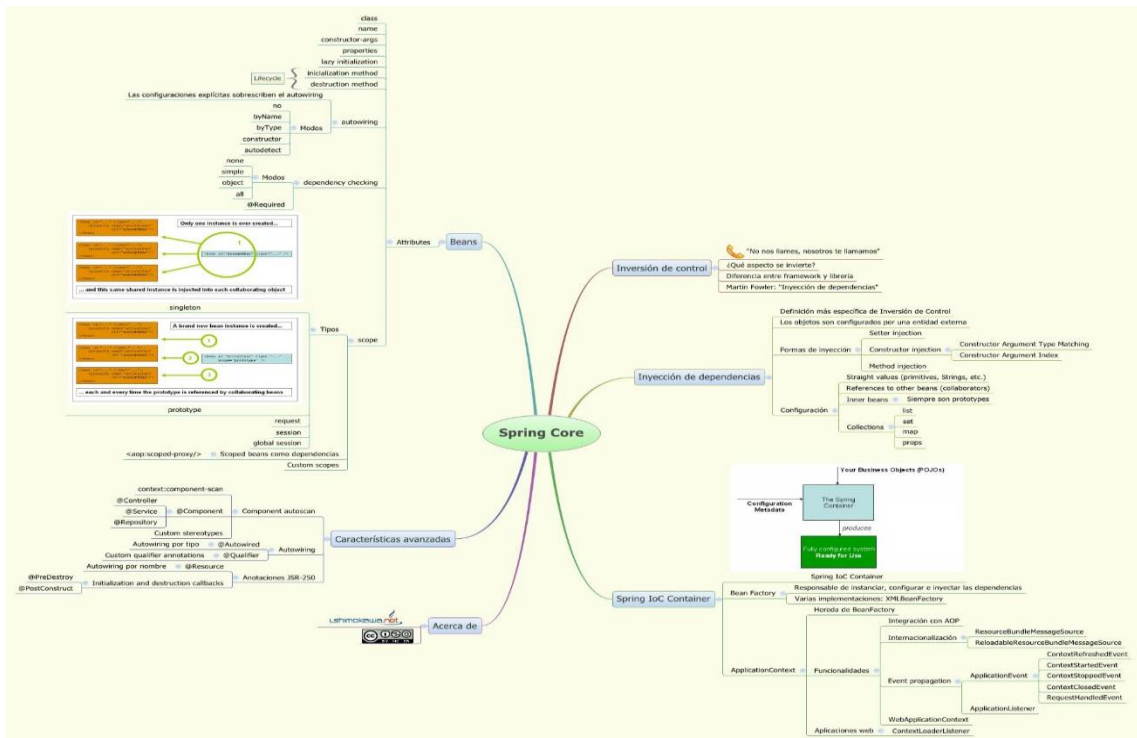 class
name
constructor-args
properties
lazy initialization
inicialization method
destruction method
Lifecycle
Las configuraciones explícitas sobrescriben el autowiring
no
byName
byType
constructor
autodetect
Modos
autowiring
none
simple
object
all
Modos
@Required
dependency checking
Attributes
Beans
Only one instance is ever created...
1
... and this same shared instance is injected into each collaborating object
singleton
A brand new bean instance is created...
1
2
3
... each and every time the prototype is referenced by collaborating beans
prototype
Tipos
scope
request
session
global session
<aop:scoped-proxy/>
Scoped beans como dependencias
Custom scopes
Spring Core
context:component-scan
@Controller
@Service
@Repository
@Component
Custom stereotypes
Component autoscan
Autowiring por tipo
@Autowired
Custom qualifier annotations
@Qualifier
Autowiring
Autowiring por nombre
@Resource
@PreDestroy
@PostConstruct
Initialization and destruction callbacks
Anotaciones JSR-250
Características avanzadas
Acerca de
ushimokawa.net
CC
BY NC SA
Inversión de control
"No nos llames, nosotros te llamamos"
¿Qué aspecto se invierte?
Diferencia entre framework y librería
Martin Fowler: "Inyección de dependencias"
Inyección de dependencias
Definición más específica de Inversión de Control
Los objetos son configurados por una entidad externa
Formas de inyección
Setter injection
Constructor injection
Constructor Argument Type Matching
Constructor Argument Index
Method injection
Configuración
Straight values (primitives, Strings, etc.)
References to other beans (collaborators)
Inner beans
Siempre son prototypes
Collections
list
set
map
props
Spring IoC Container
Your Business Objects (POJOs)
Configuration
Metadata
The Spring
Container
produces
Fully configured system
Ready for Use
Spring IoC Container
Bean Factory
Responsable de instanciar, configurar e inyectar las dependencias
Varias implementaciones: XMLBeanFactory
ApplicationContext
Hereda de BeanFactory
Funcionalidades
Integración con AOP
Internacionalización
ResourceBundleMessageSource
ReloadableResourceBundleMessageSource
Event propagation
ApplicationEvent
ContextRefreshedEvent
ContextStartedEvent
ContextStoppedEvent
ContextClosedEvent
RequestHandledEvent
ApplicationListener
WebApplicationContext
Aplicaciones web
ContextLoaderListener